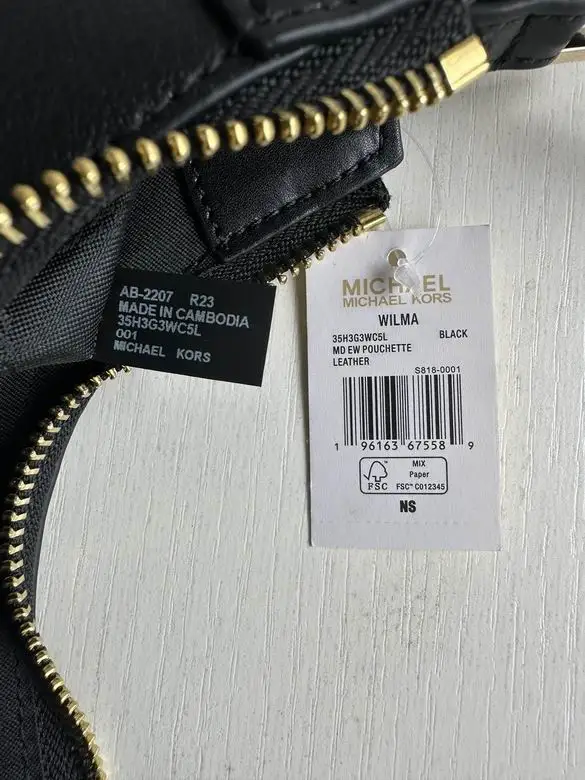 AB-2207 R23
MADE IN CAMBODIA
35H3G3WC5L
001
MICHAEL KORS
MICHAEL
MICHAEL KORS
WILMA
35H3G3WC5L BLACK
MD EW POUCHETTE
LEATHER
S818-0001
1 96163 67558 9
FSC
MIX
Paper
FSC™ C012345
NS